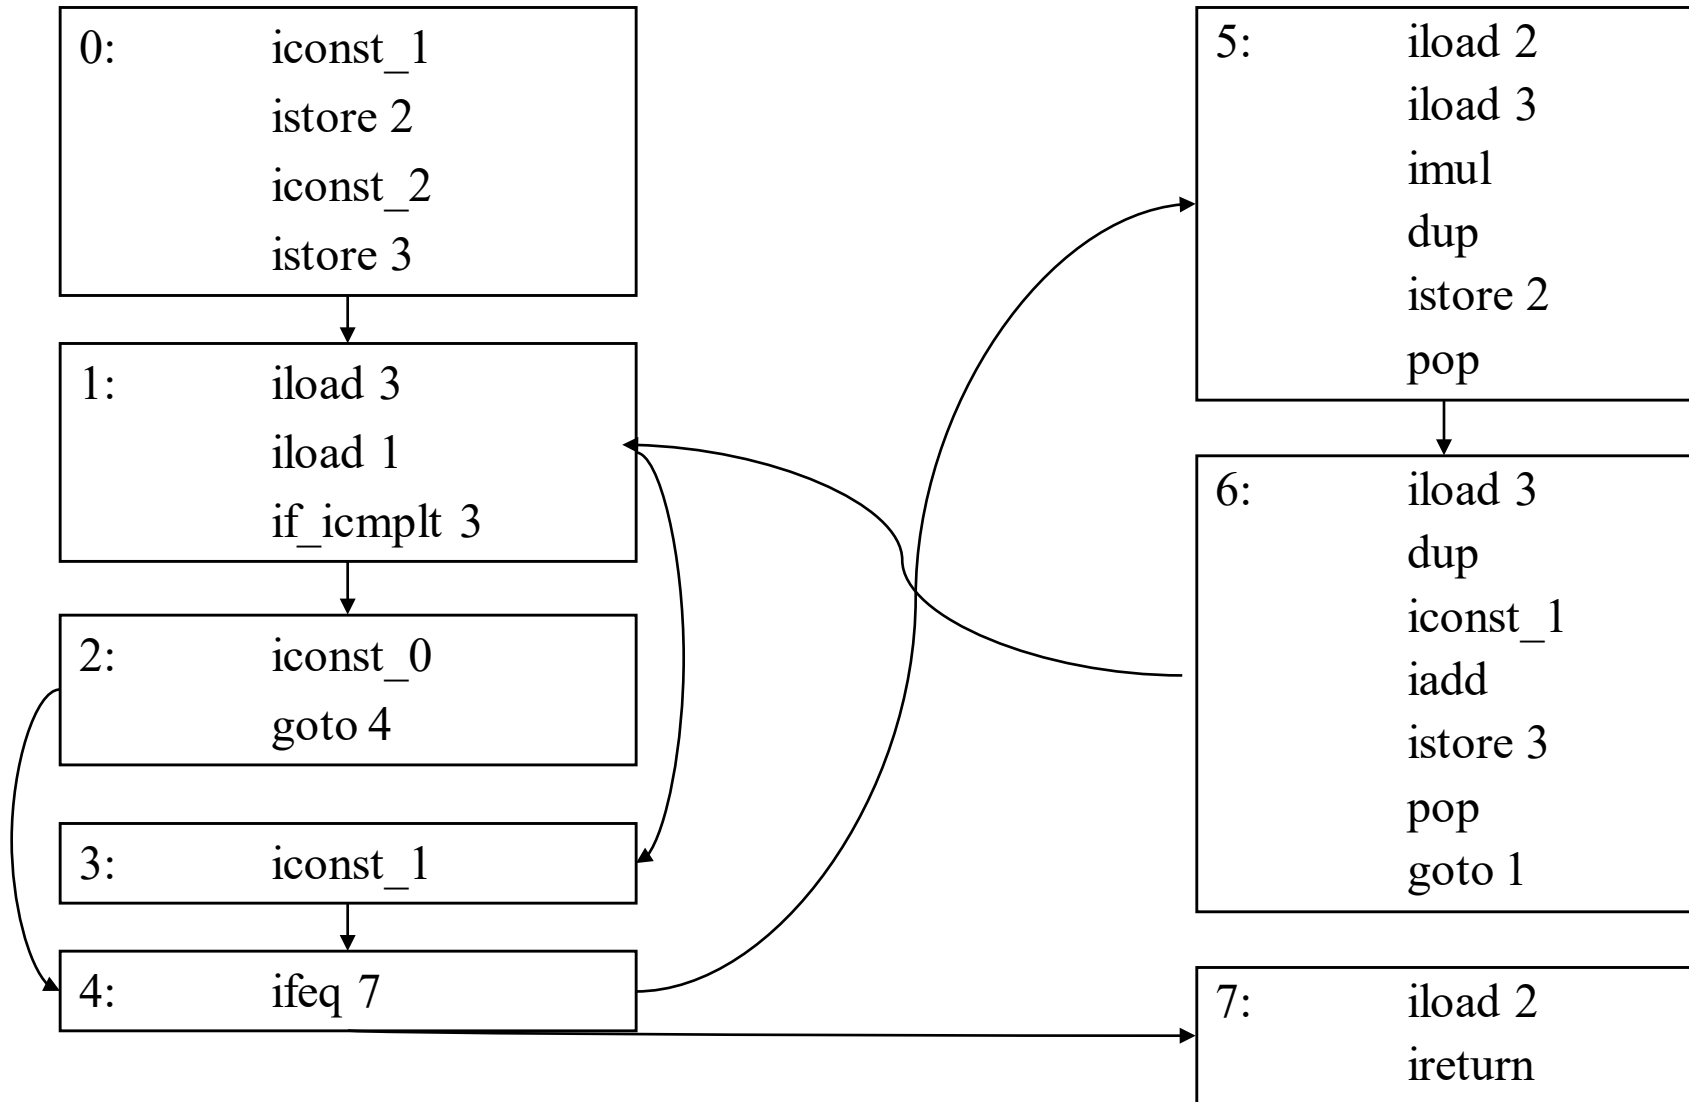 0: iconst_1
istore 2
iconst_2
istore 3
1: iload 3
iload 1
if_icmplt 3
2: iconst_0
goto 4
3: iconst_1
4: ifeq 7
5: iload 2
iload 3
imul
dup
istore 2
pop
6: iload 3
dup
iconst_1
iadd
istore 3
pop
goto 1
7: iload 2
ireturn